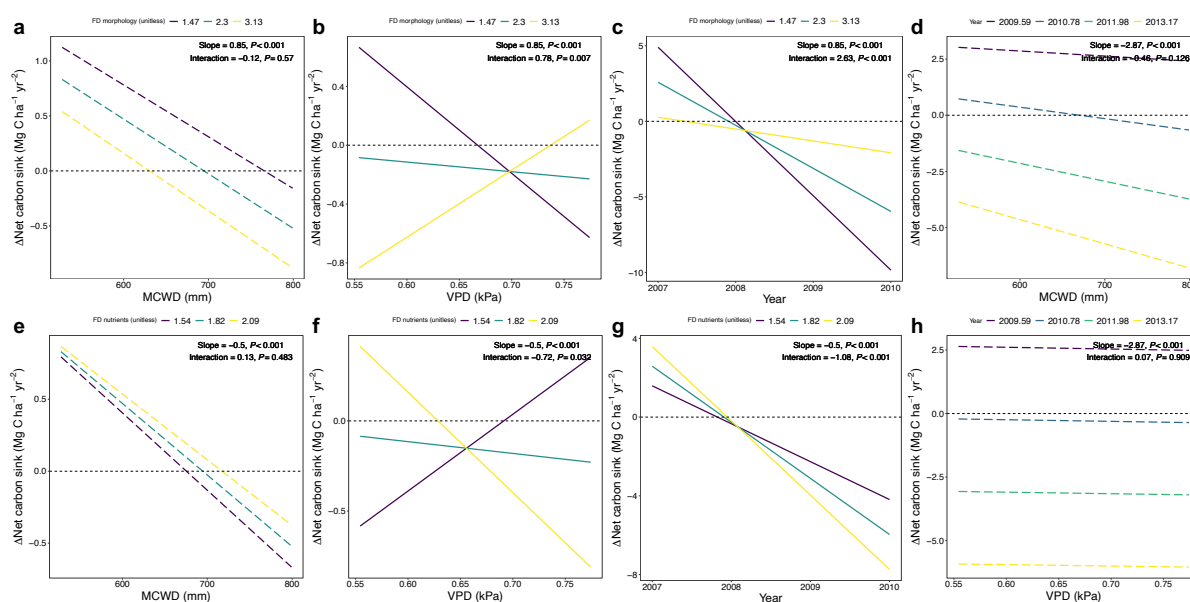 FD morphology (unitless) 1.47 2.3 3.13
FD morphology (unitless) 1.47 2.3 3.13
FD morphology (unitless) 1.47 2.3 3.13
Year 2009.59 2010.78 2011.98 2013.17
a
Slope = 0.85, P< 0.001
Interaction = −0.12, P = 0.57
1.0
0.5
0.0
−0.5
ΔNet carbon sink (Mg C ha⁻¹ yr⁻²)
600 700 800
MCWD (mm)
b
Slope = 0.85, P< 0.001
Interaction = 0.78, P = 0.007
0.4
0.0
−0.4
−0.8
ΔNet carbon sink (Mg C ha⁻¹ yr⁻²)
0.55 0.60 0.65 0.70 0.75
VPD (kPa)
c
Slope = 0.85, P< 0.001
Interaction = 2.63, P< 0.001
5
0
−5
−10
ΔNet carbon sink (Mg C ha⁻¹ yr⁻²)
2007 2008 2009 2010
Year
d
Slope = −2.87, P< 0.001
Interaction = −0.46, P = 0.126
2.5
0.0
−2.5
−5.0
ΔNet carbon sink (Mg C ha⁻¹ yr⁻²)
600 700 800
MCWD (mm)
FD nutrients (unitless) 1.54 1.82 2.09
FD nutrients (unitless) 1.54 1.82 2.09
FD nutrients (unitless) 1.54 1.82 2.09
Year 2009.59 2010.78 2011.98 2013.17
e
Slope = −0.5, P< 0.001
Interaction = 0.13, P = 0.483
0.5
0.0
−0.5
ΔNet carbon sink (Mg C ha⁻¹ yr⁻²)
600 700 800
MCWD (mm)
f
Slope = −0.5, P< 0.001
Interaction = −0.72, P = 0.032
0.0
−0.5
ΔNet carbon sink (Mg C ha⁻¹ yr⁻²)
0.55 0.60 0.65 0.70 0.75
VPD (kPa)
g
Slope = −0.5, P< 0.001
Interaction = −1.08, P< 0.001
4
0
−4
−8
ΔNet carbon sink (Mg C ha⁻¹ yr⁻²)
2007 2008 2009 2010
Year
h
Slope = −2.87, P< 0.001
Interaction = 0.07, P = 0.909
2.5
0.0
−2.5
−5.0
ΔNet carbon sink (Mg C ha⁻¹ yr⁻²)
0.55 0.60 0.65 0.70 0.75
VPD (kPa)